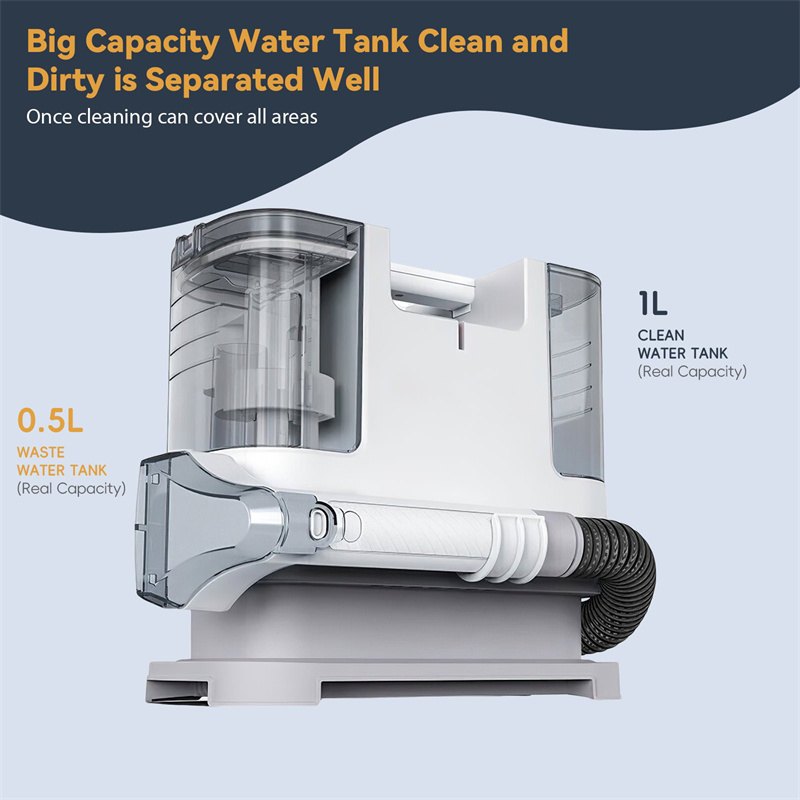 Big Capacity Water Tank Clean and
Dirty is Separated Well
Once cleaning can cover all areas
1L
CLEAN
WATER TANK
(Real Capacity)
0.5L
WASTE
WATER TANK
(Real Capacity)